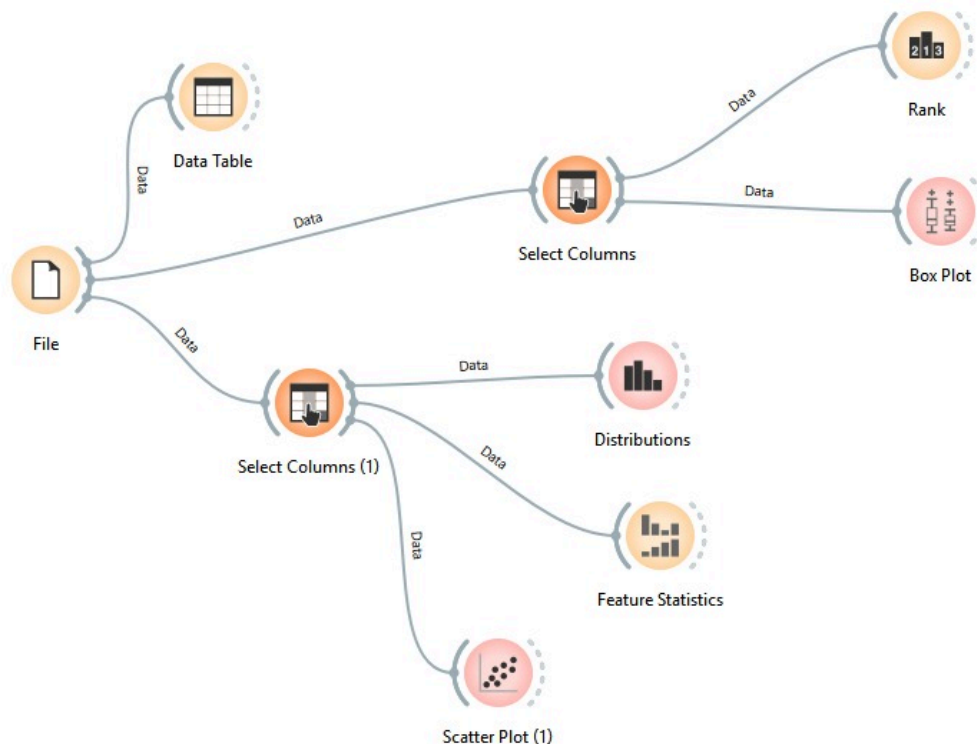 213
Data
Rank
Data Table
Data
Data
Data
Select Columns
Box Plot
File
Data
Data
Distributions
Select Columns (1)
Data
Data
Feature Statistics
Scatter Plot (1)